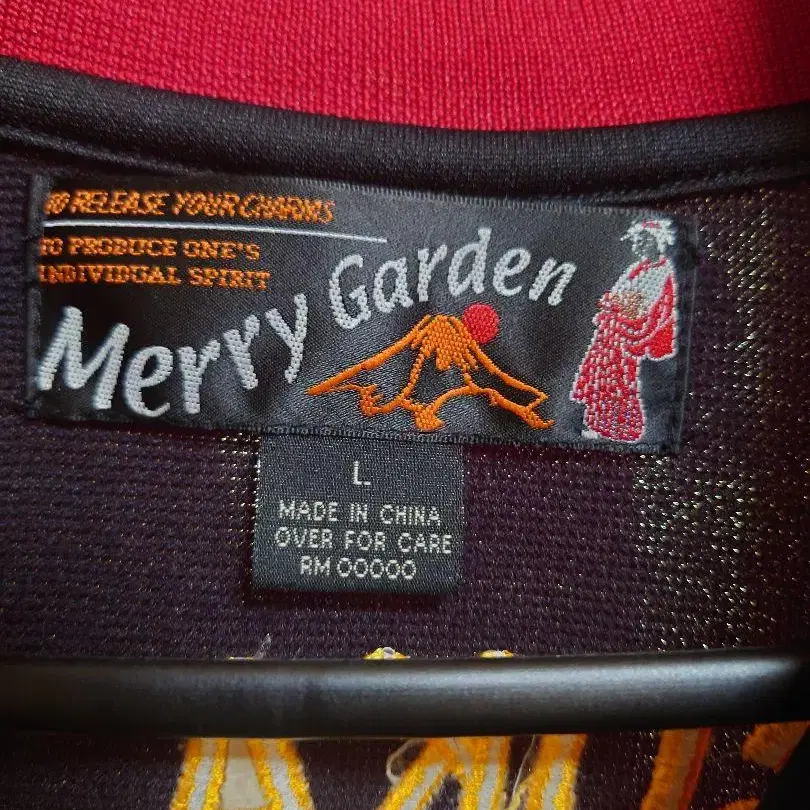 TO RELEASE YOUR CHARMS
TO PRODUCE ONE'S
INDIVIDUAL SPIRIT
Merry Garden
L
MADE IN CHINA
OVER FOR CARE
RM 00000